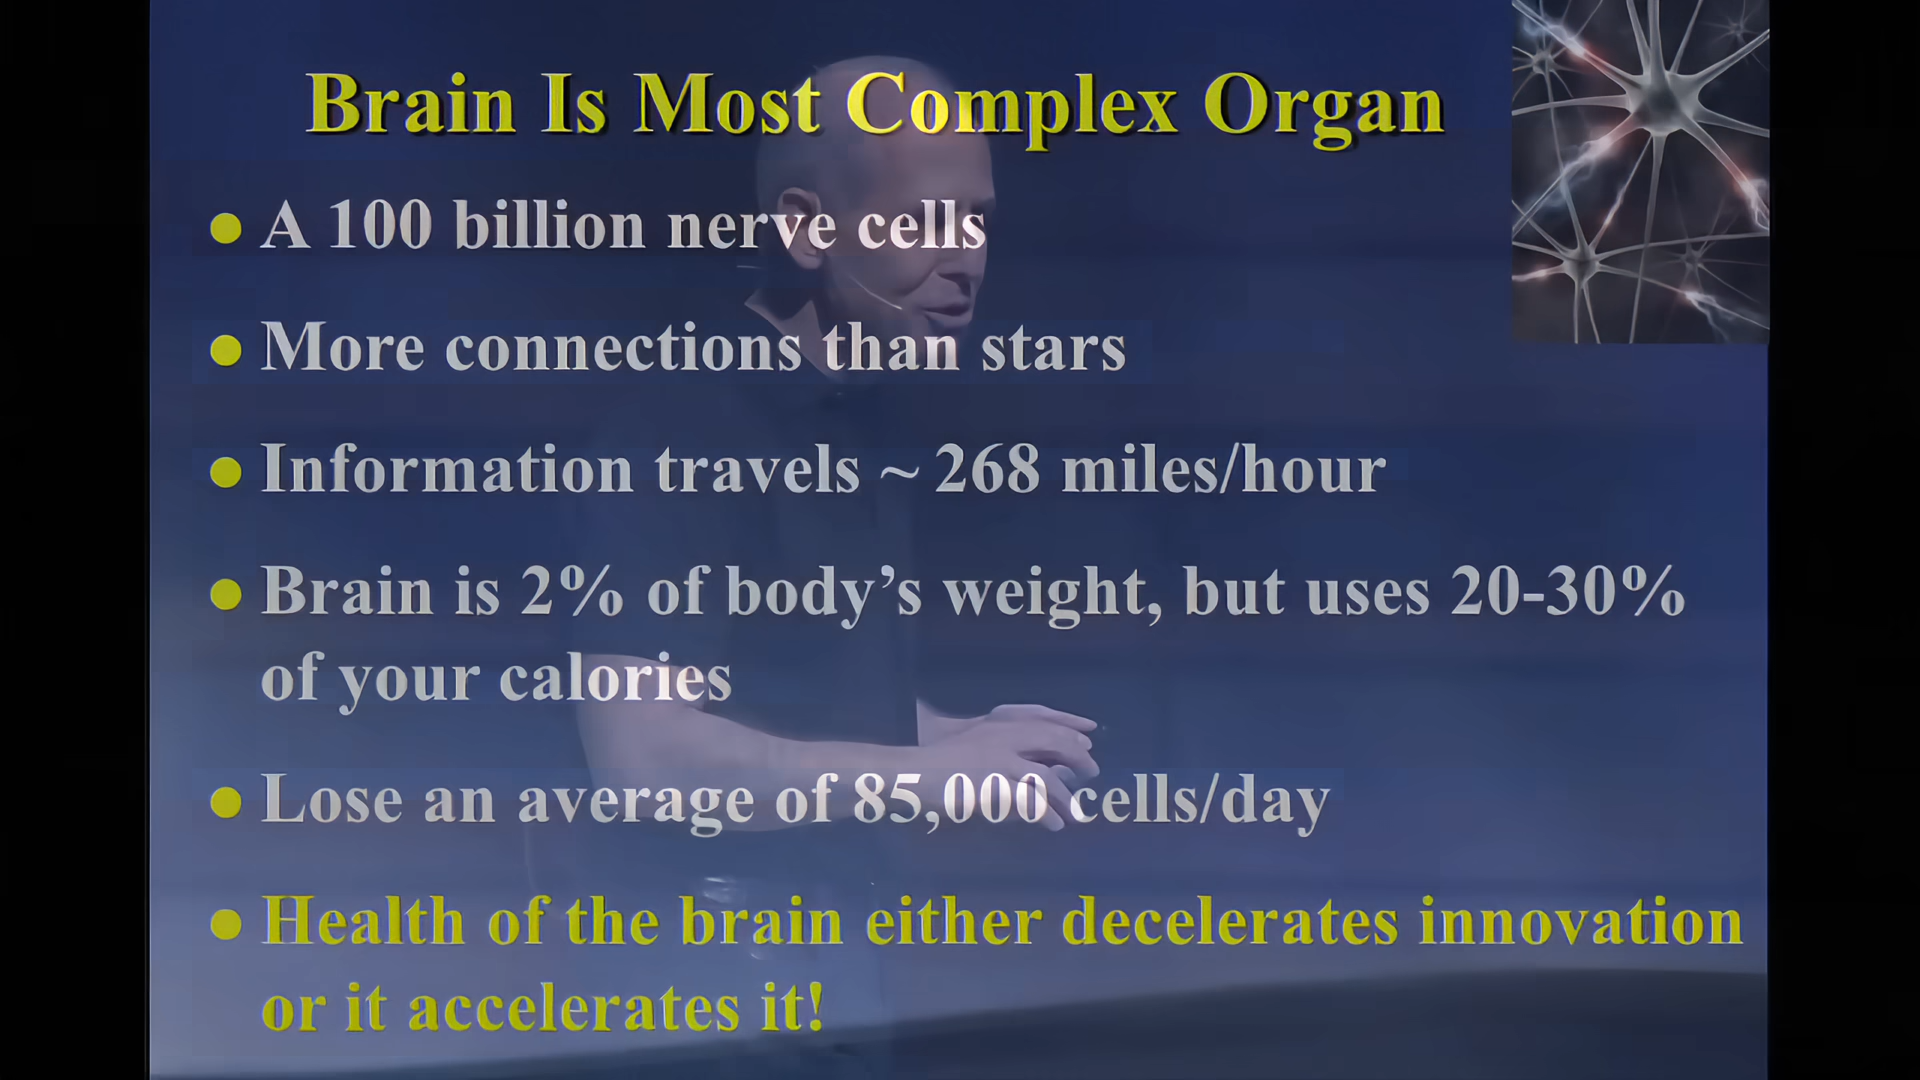 Brain Is Most Complex Organ
A 100 billion nerve cells
More connections than stars
Information travels ~ 268 miles/hour
Brain is 2% of body’s weight, but uses 20-30%
of your calories
Lose an average of 85,000 cells/day
Health of the brain either decelerates innovation
or it accelerates it!